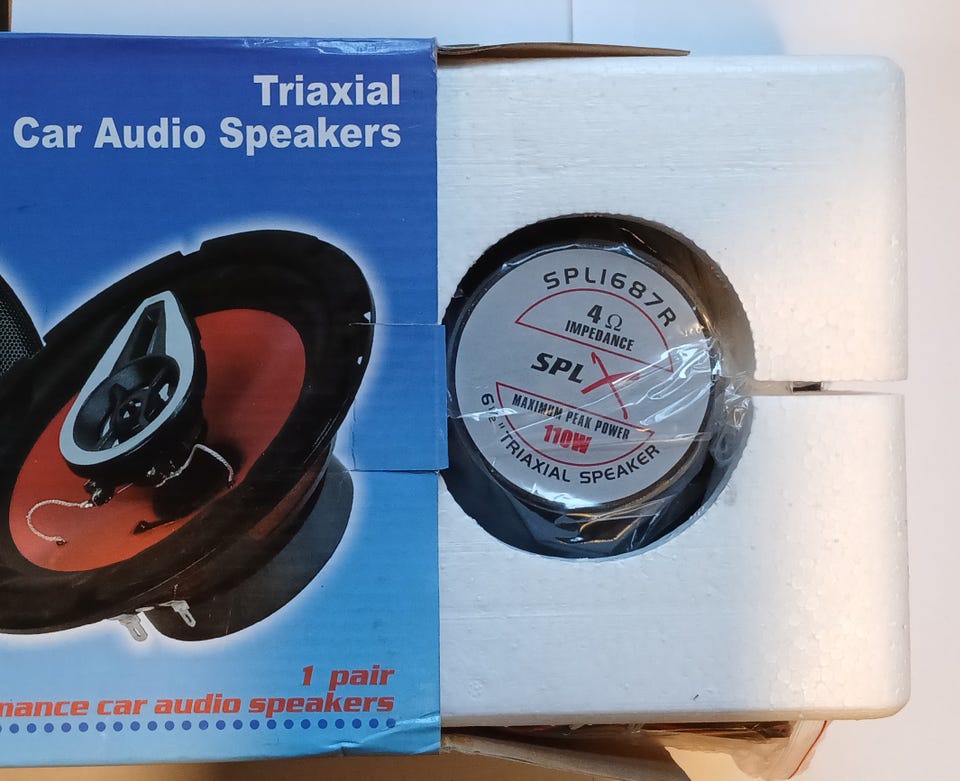 Triaxial
Car Audio Speakers
1 pair
mance car audio speakers
SPL1687R
4Ω
IMPEDANCE
SPL X
MAXIMUM PEAK POWER
110W
6½" TRIAXIAL SPEAKER